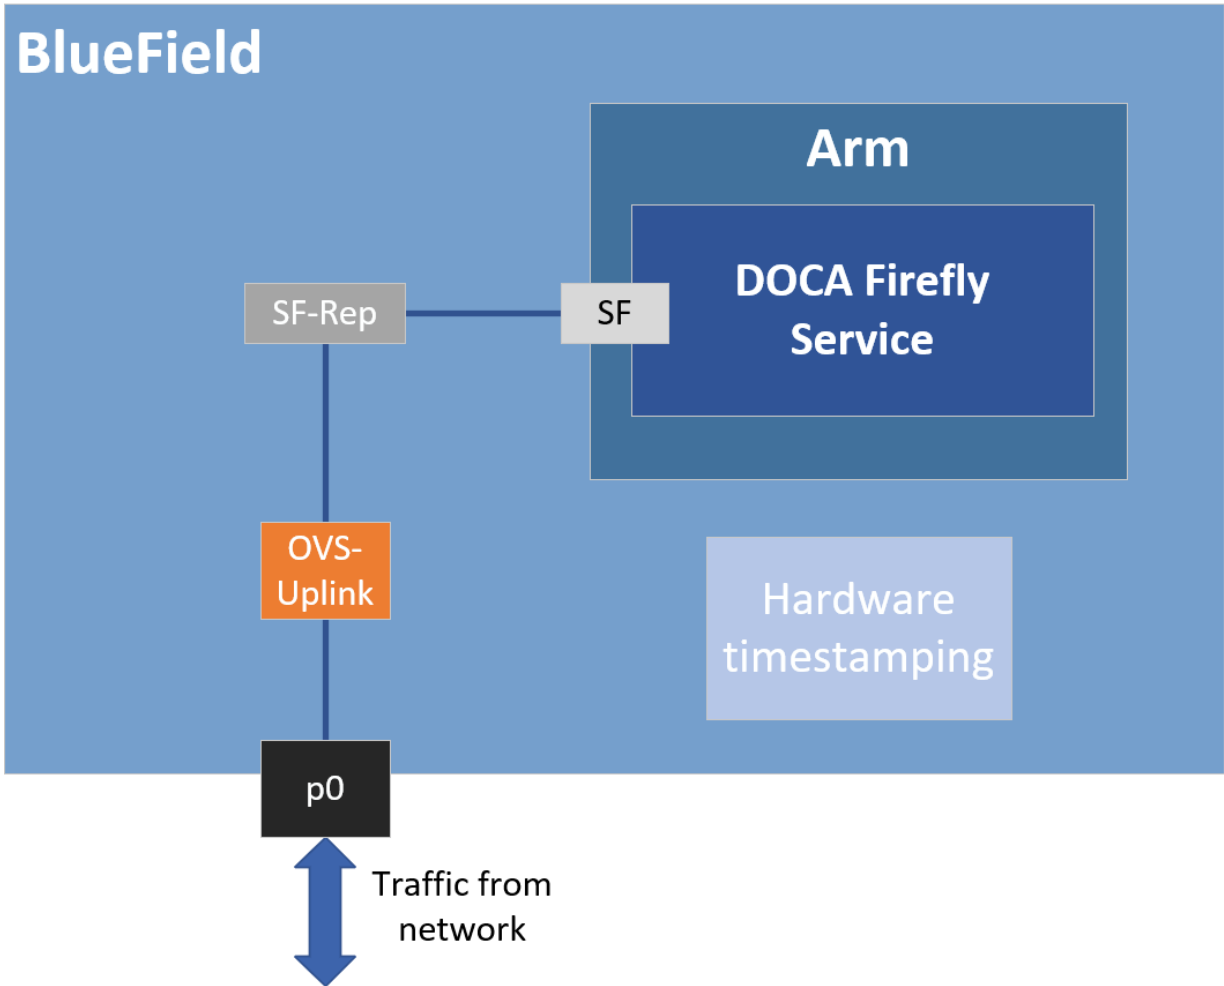 BlueField
Arm
DOCA Firefly
Service
SF-Rep
SF
OVS-
Uplink
Hardware
timestamping
p0
Traffic from
network